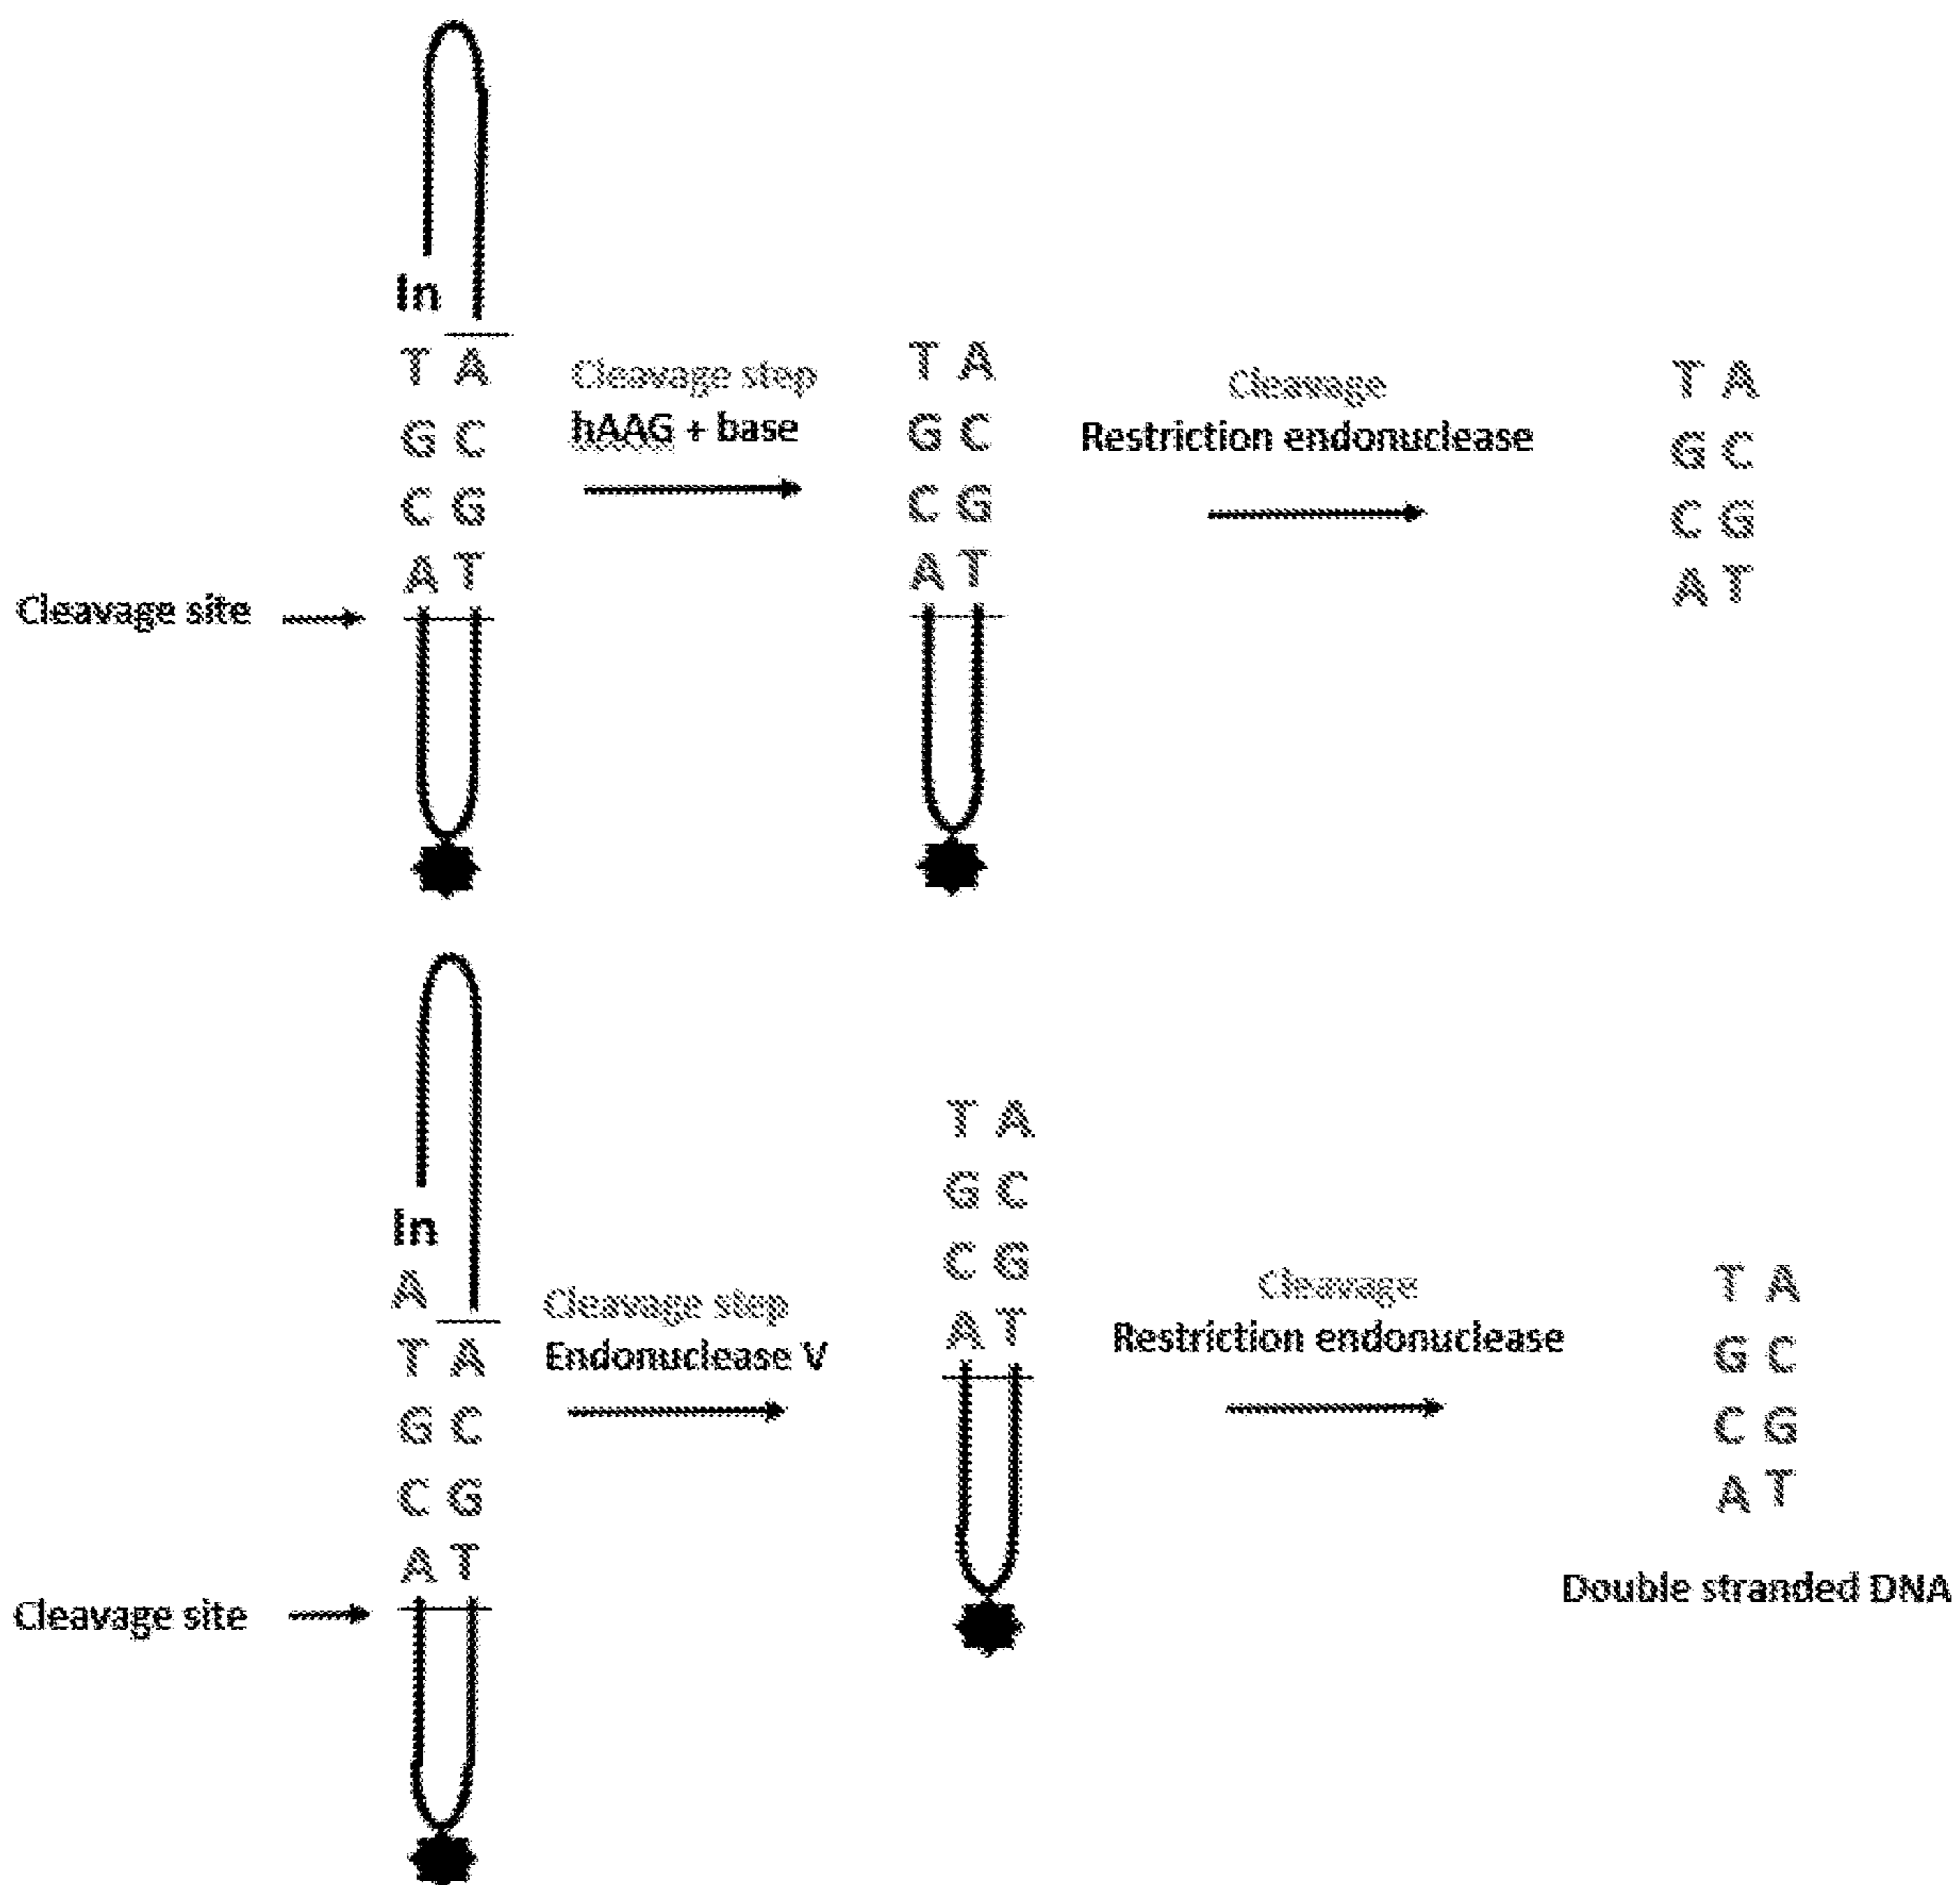 In
T A
G C
C G
A T
Cleavage site
Cleavage step
hAAG + base
T A
G C
C G
A T
Cleavage
Restriction endonuclease
T A
G C
C G
A T
In
A
T A
G C
C G
A T
Cleavage site
Cleavage step
Endonuclease V
T A
G C
C G
A T
Cleavage
Restriction endonuclease
T A
G C
C G
A T
Double stranded DNA